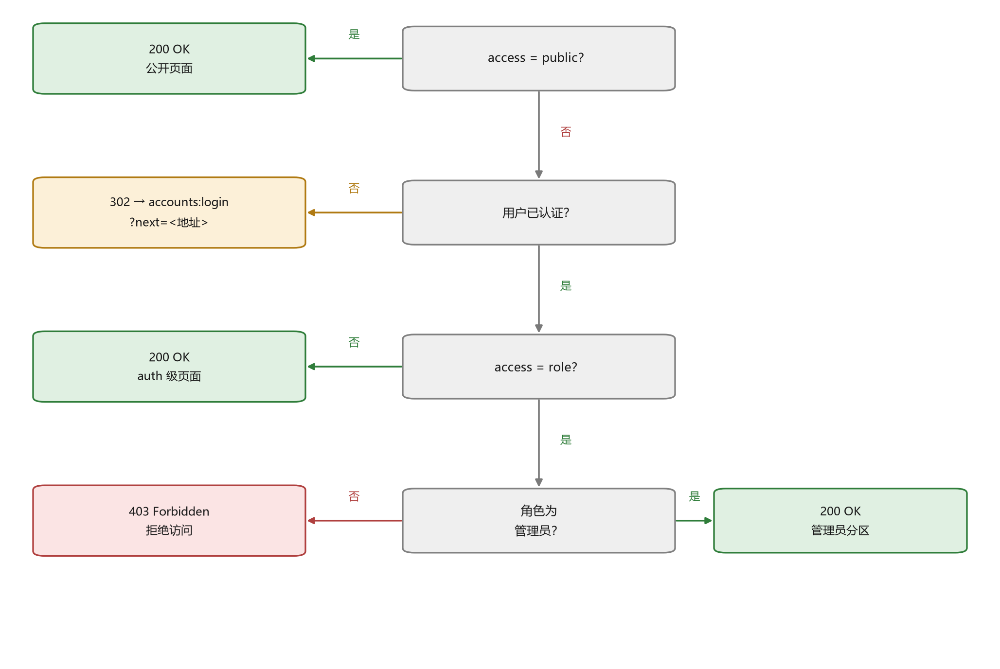 200 OK
公开页面
是
access = public?
否
302 → accounts:login
?next=<地址>
否
用户已认证?
是
200 OK
auth 级页面
否
access = role?
是
403 Forbidden
拒绝访问
否
角色为
管理员?
是
200 OK
管理员分区